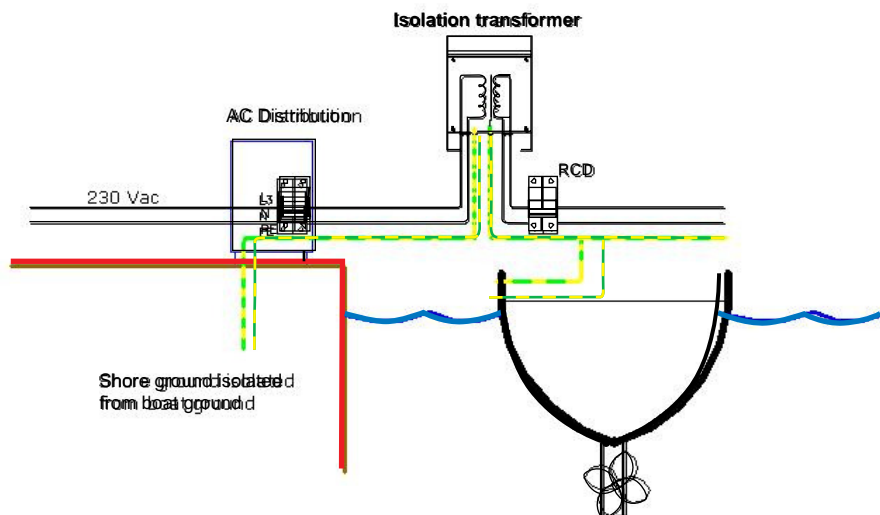 Isolation transformer
AC Distribution
RCD
230 Vac
L3
N
PE
Shore ground isolated
from boat ground